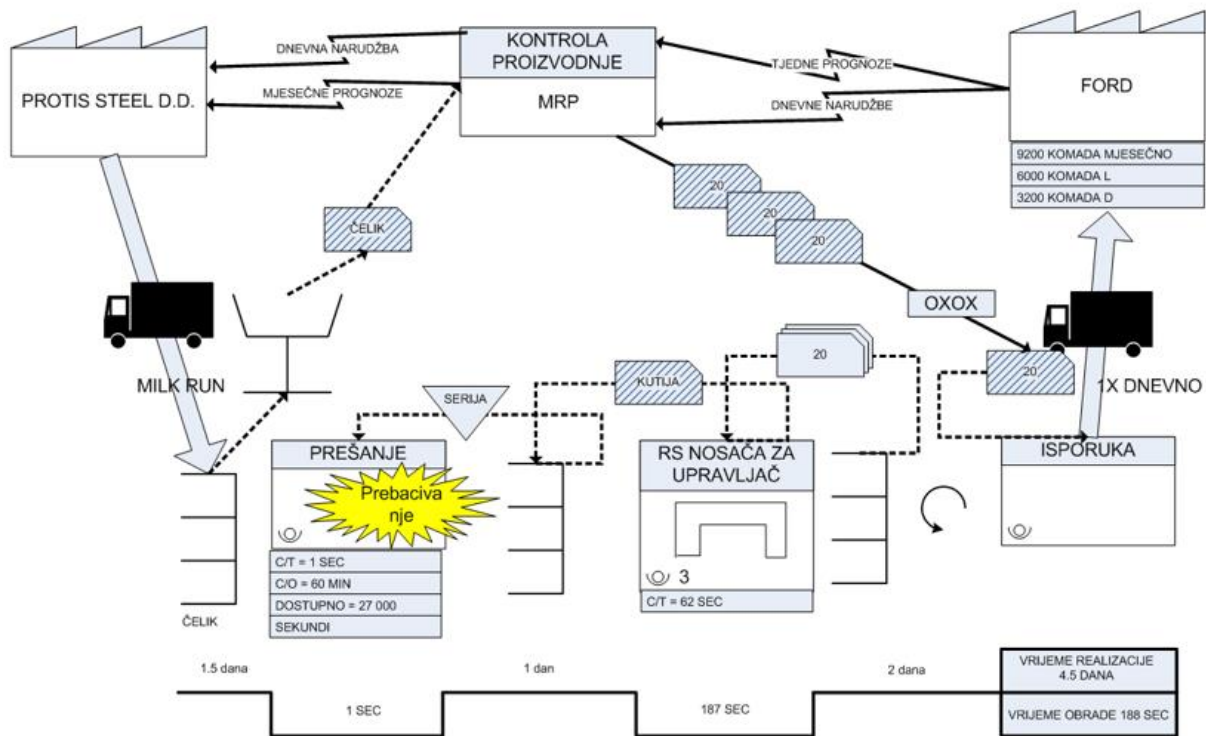 DNEVNA NARUDŽBA
KONTROLA
PROIZVODNJE
TJEDNE PROGNOZE
PROTIS STEEL D.D.
MJESEČNE PROGNOZE
MRP
DNEVNE NARUDŽBE
FORD
9200 KOMADA MJESEČNO
6000 KOMADA L
3200 KOMADA D
20
20
20
ČELIK
OXOX
MILK RUN
20
KUTIJA
20
1X DNEVNO
SERIJA
PREŠANJE
Prebaciva
nje
RS NOSAČA ZA
UPRAVLJAČ
ISPORUKA
C/T = 1 SEC
C/O = 60 MIN
DOSTUPNO = 27 000
SEKUNDI
3
C/T = 62 SEC
ČELIK
1.5 dana
1 dan
2 dana
VRIJEME REALIZACIJE
4.5 DANA
1 SEC
187 SEC
VRIJEME OBRADE 188 SEC